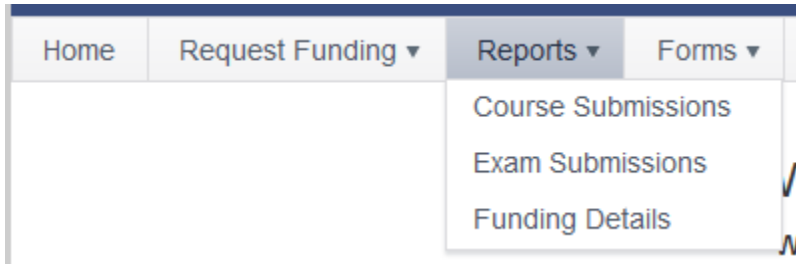 Home Request Funding ▾ Reports ▾ Forms ▾
Course Submissions
Exam Submissions
Funding Details